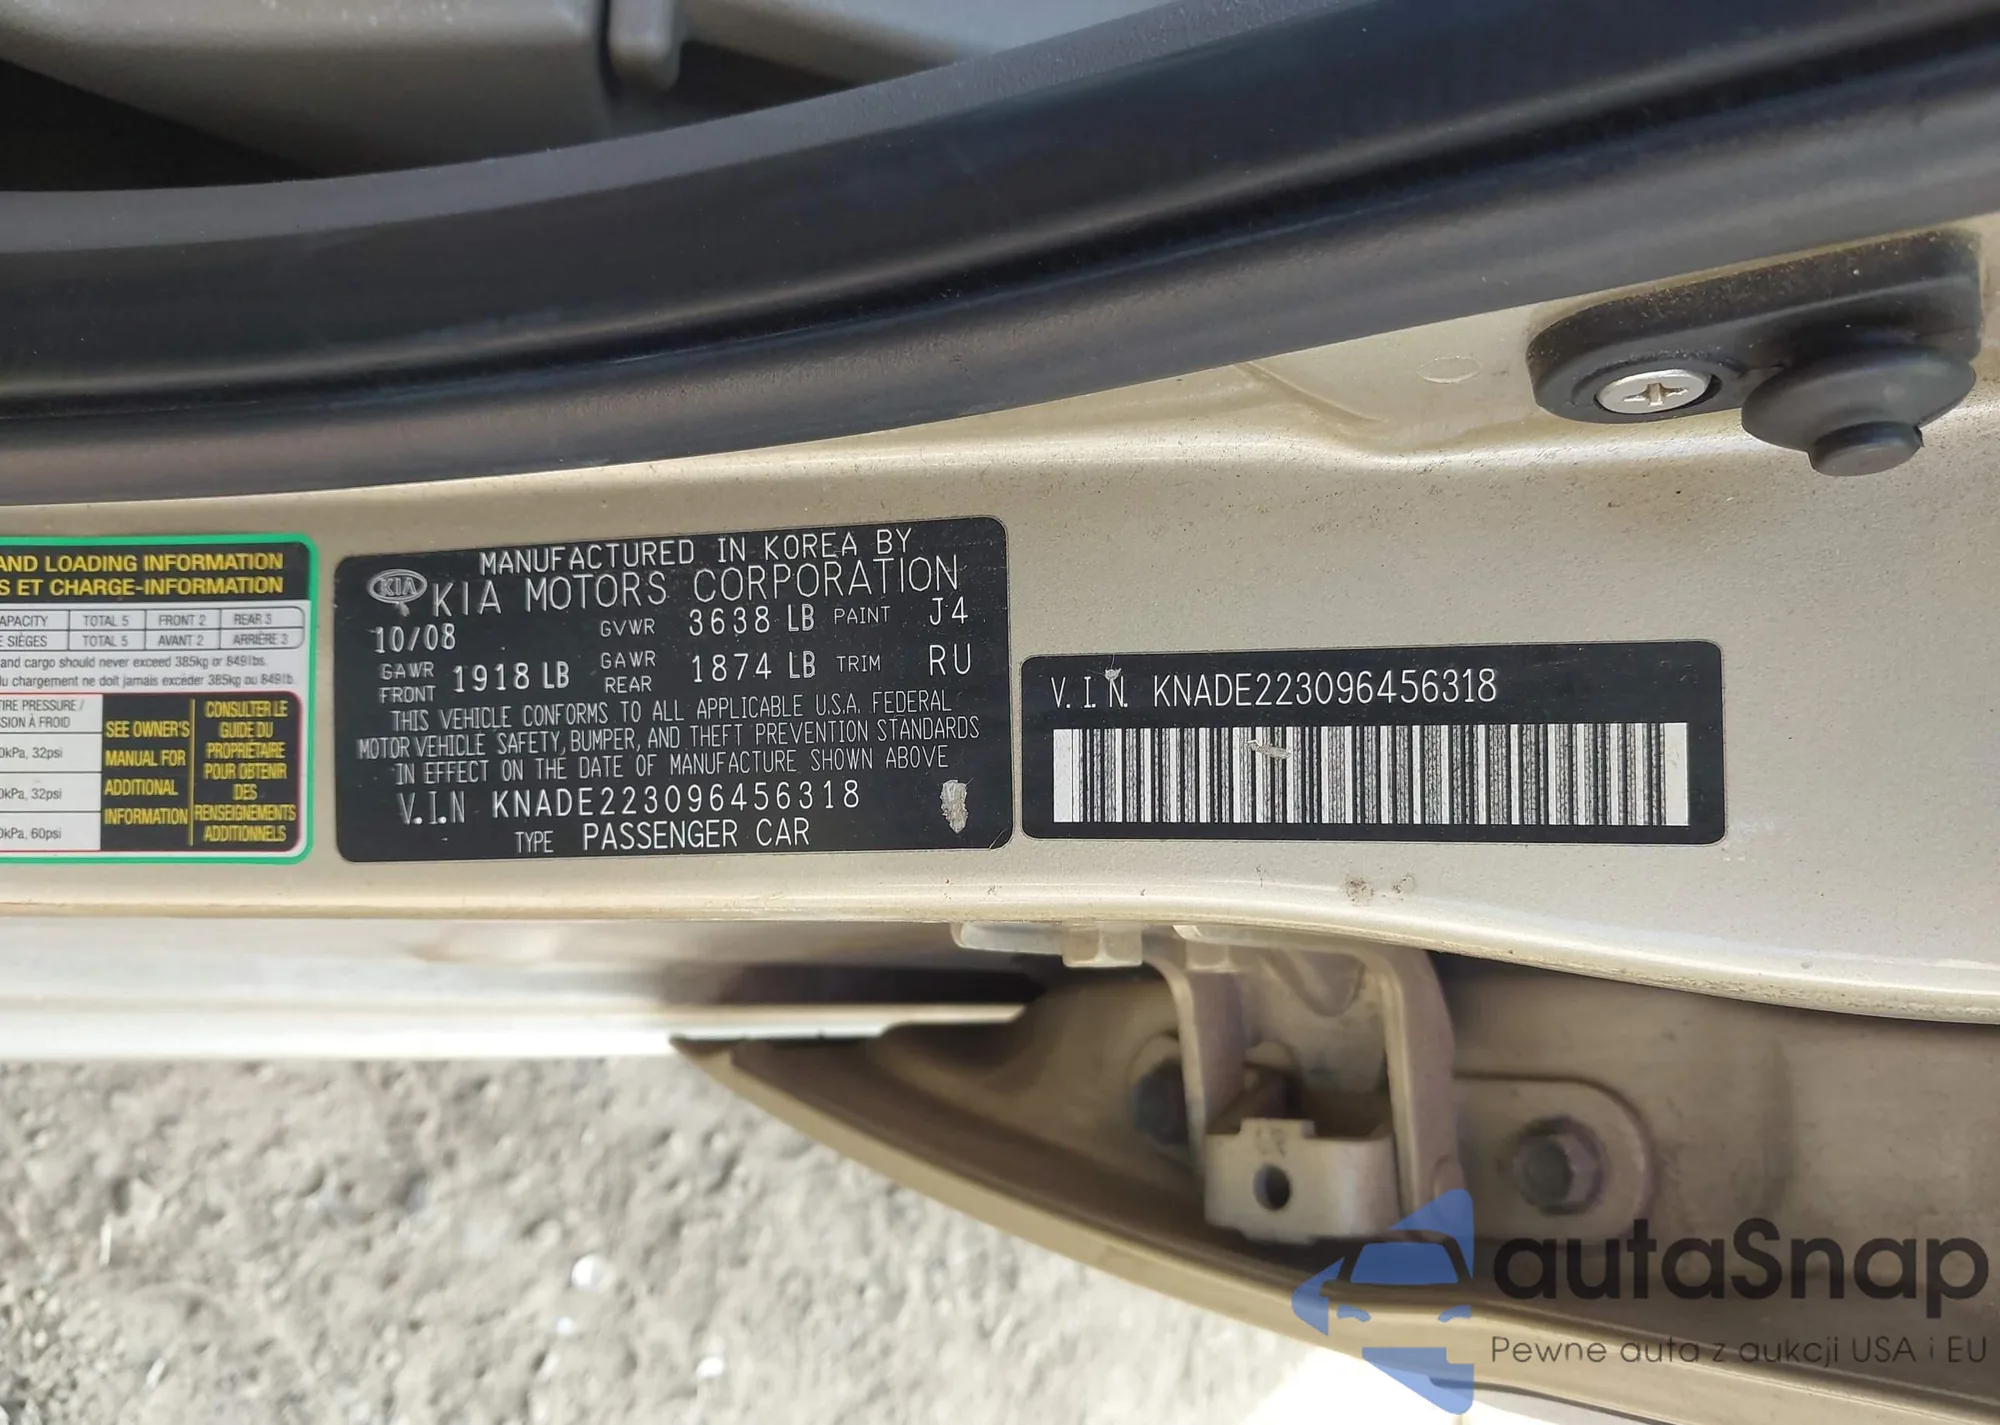 AND LOADING INFORMATION
S ET CHARGE-INFORMATION
APACITY TOTAL 5 FRONT 2 REAR 3
E SIÈGES TOTAL 5 AVANT 2 ARRIÈRE 3
and cargo should never exceed 385kg or 849lbs.
du chargement ne doit jamais excéder 385kg ou 849lb.
TIRE PRESSURE /
SION À FROID
0kPa, 32psi
0kPa, 32psi
0kPa, 60psi
SEE OWNER'S
MANUAL FOR
ADDITIONAL
INFORMATION
CONSULTER LE
GUIDE DU
PROPRIÉTAIRE
POUR OBTENIR
DES
RENSEIGNEMENTS
ADDITIONNELS
MANUFACTURED IN KOREA BY
KIA KIA MOTORS CORPORATION
10/08 GVWR 3638 LB PAINT J4
GAWR FRONT 1918 LB GAWR REAR 1874 LB TRIM RU
THIS VEHICLE CONFORMS TO ALL APPLICABLE U.S.A. FEDERAL
MOTOR VEHICLE SAFETY, BUMPER, AND THEFT PREVENTION STANDARDS
IN EFFECT ON THE DATE OF MANUFACTURE SHOWN ABOVE
V.I.N KNADE223096456318
TYPE PASSENGER CAR
V.I.N. KNADE223096456318
autaSnap
Pewne auta z aukcji USA i EU